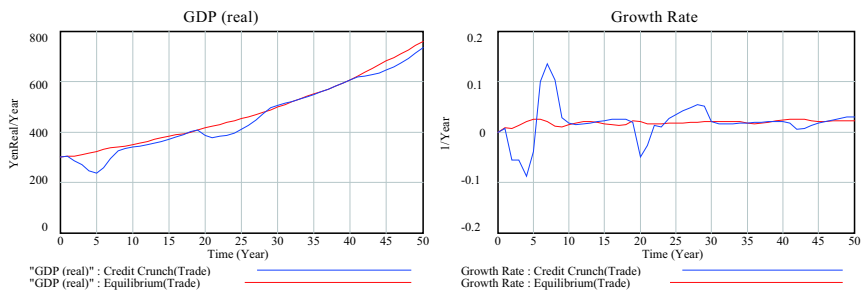 GDP (real)
800
600
400
200
0
YenReal/Year
0 5 10 15 20 25 30 35 40 45 50
Time (Year)
"GDP (real)" : Credit Crunch(Trade)
"GDP (real)" : Equilibrium(Trade)
Growth Rate
0.2
0.1
0
-0.1
-0.2
1/Year
0 5 10 15 20 25 30 35 40 45 50
Time (Year)
Growth Rate : Credit Crunch(Trade)
Growth Rate : Equilibrium(Trade)